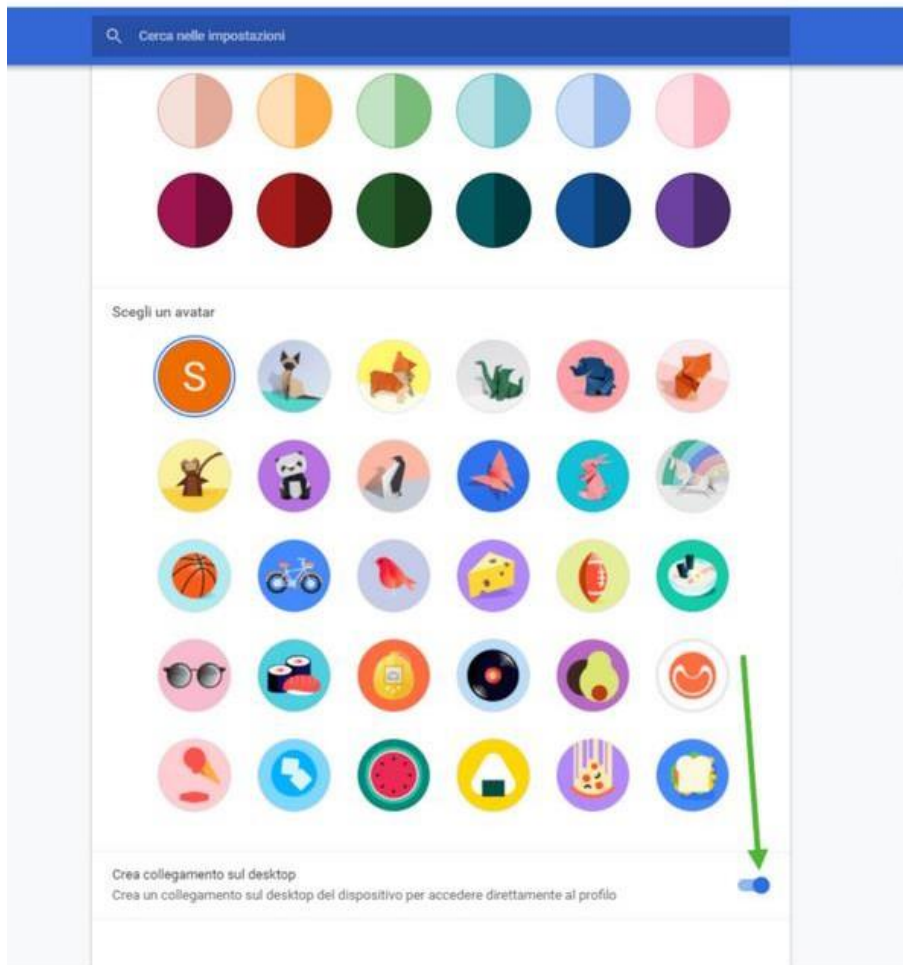 Cerca nelle impostazioni
Scegli un avatar
S
Crea collegamento sul desktop
Crea un collegamento sul desktop del dispositivo per accedere direttamente al profilo